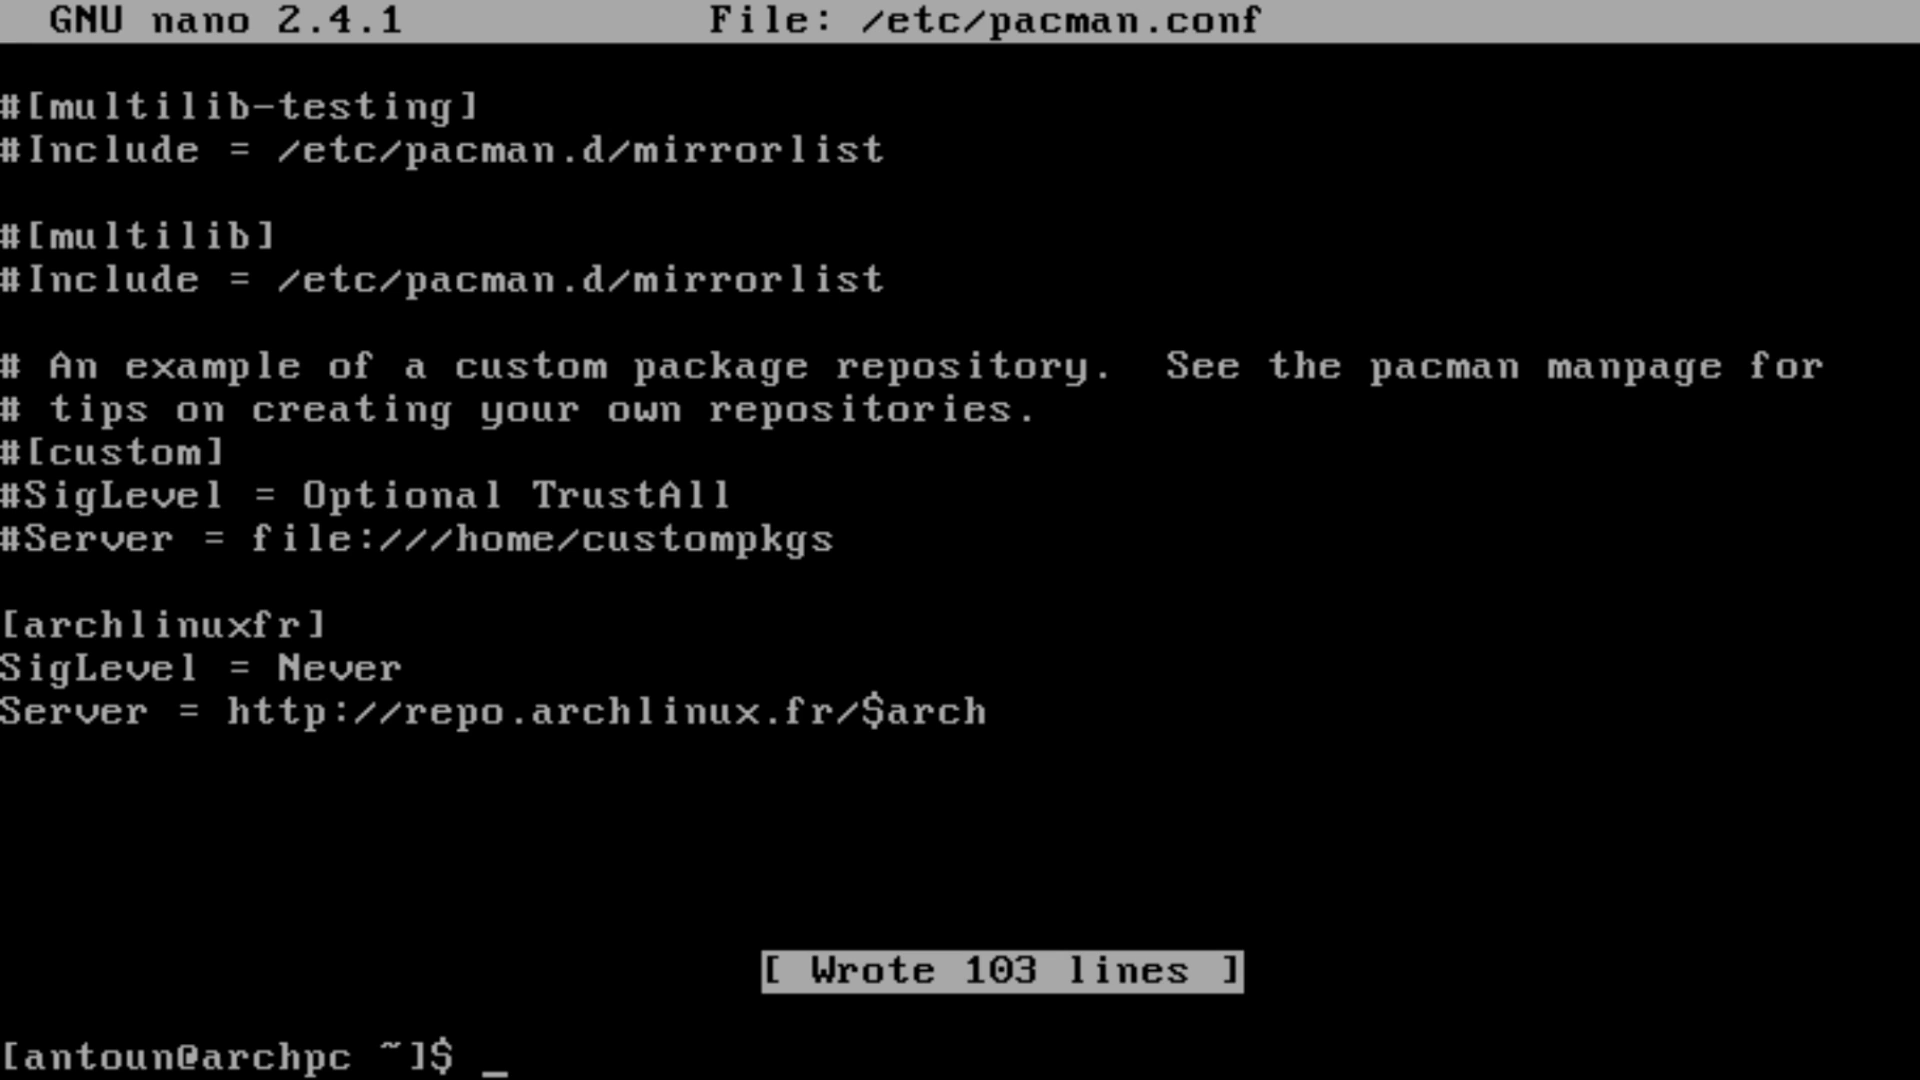 GNU nano 2.4.1 File: /etc/pacman.conf
#[multilib-testing]
#Include = /etc/pacman.d/mirrorlist
#[multilib]
#Include = /etc/pacman.d/mirrorlist
# An example of a custom package repository.  See the pacman manpage for
# tips on creating your own repositories.
#[custom]
#SigLevel = Optional TrustAll
#Server = file:///home/custompkgs
[archlinuxfr]
SigLevel = Never
Server = http://repo.archlinux.fr/$arch
[ Wrote 103 lines ]
[antoun@archpc ~]$ _